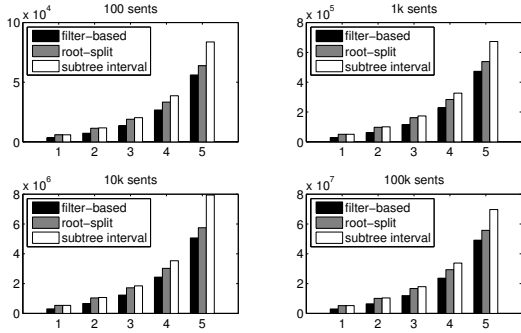 100 sents
x 10^4
10
5
0
filter-based
root-split
subtree interval
1 2 3 4 5
1k sents
x 10^5
8
6
4
2
0
filter-based
root-split
subtree interval
1 2 3 4 5
10k sents
x 10^6
8
6
4
2
0
filter-based
root-split
subtree interval
1 2 3 4 5
100k sents
x 10^7
8
6
4
2
0
filter-based
root-split
subtree interval
1 2 3 4 5